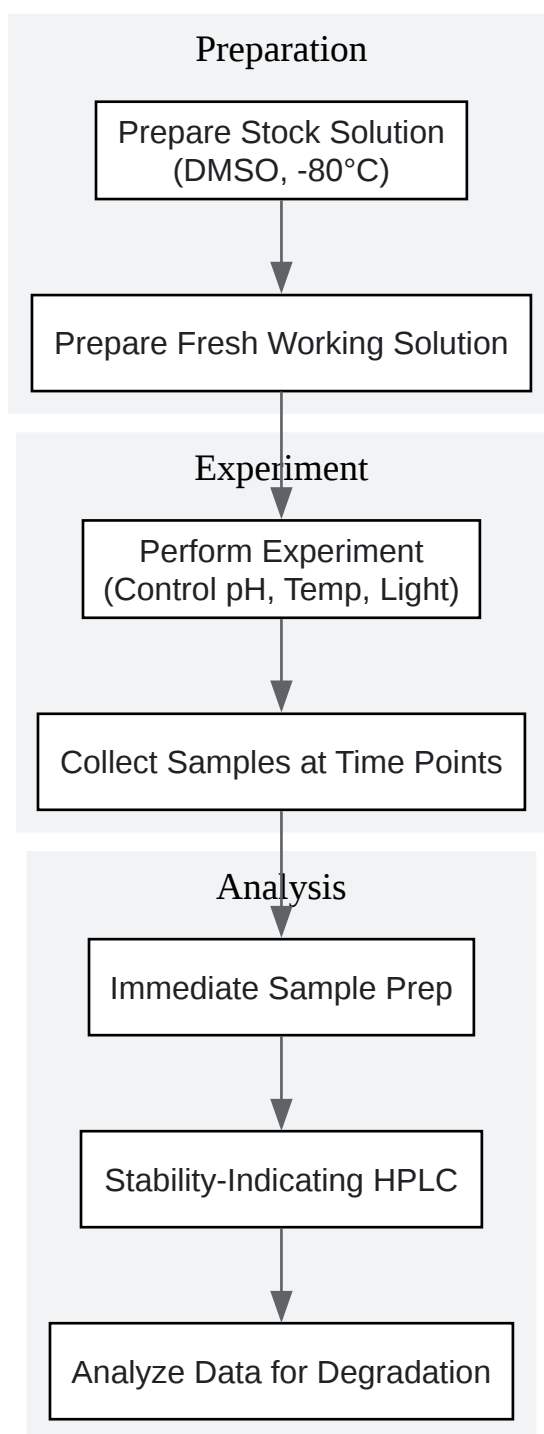 Preparation
Prepare Stock Solution
(DMSO, -80°C)
Prepare Fresh Working Solution
Experiment
Perform Experiment
(Control pH, Temp, Light)
Collect Samples at Time Points
Analysis
Immediate Sample Prep
Stability-Indicating HPLC
Analyze Data for Degradation